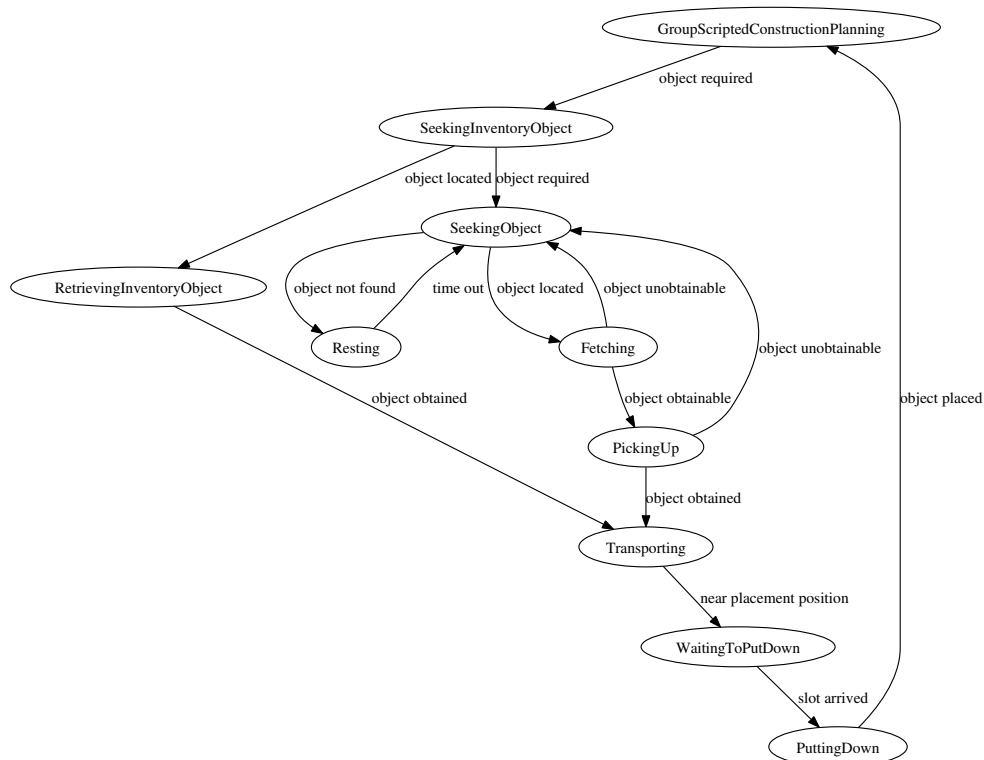 GroupScriptedConstructionPlanning
object required
SeekingInventoryObject
object located
object required
SeekingObject
RetrievingInventoryObject
object not found
time out
object located
object unobtainable
Resting
Fetching
object unobtainable
object obtained
object obtainable
object placed
PickingUp
object obtained
Transporting
near placement position
WaitingToPutDown
slot arrived
PuttingDown